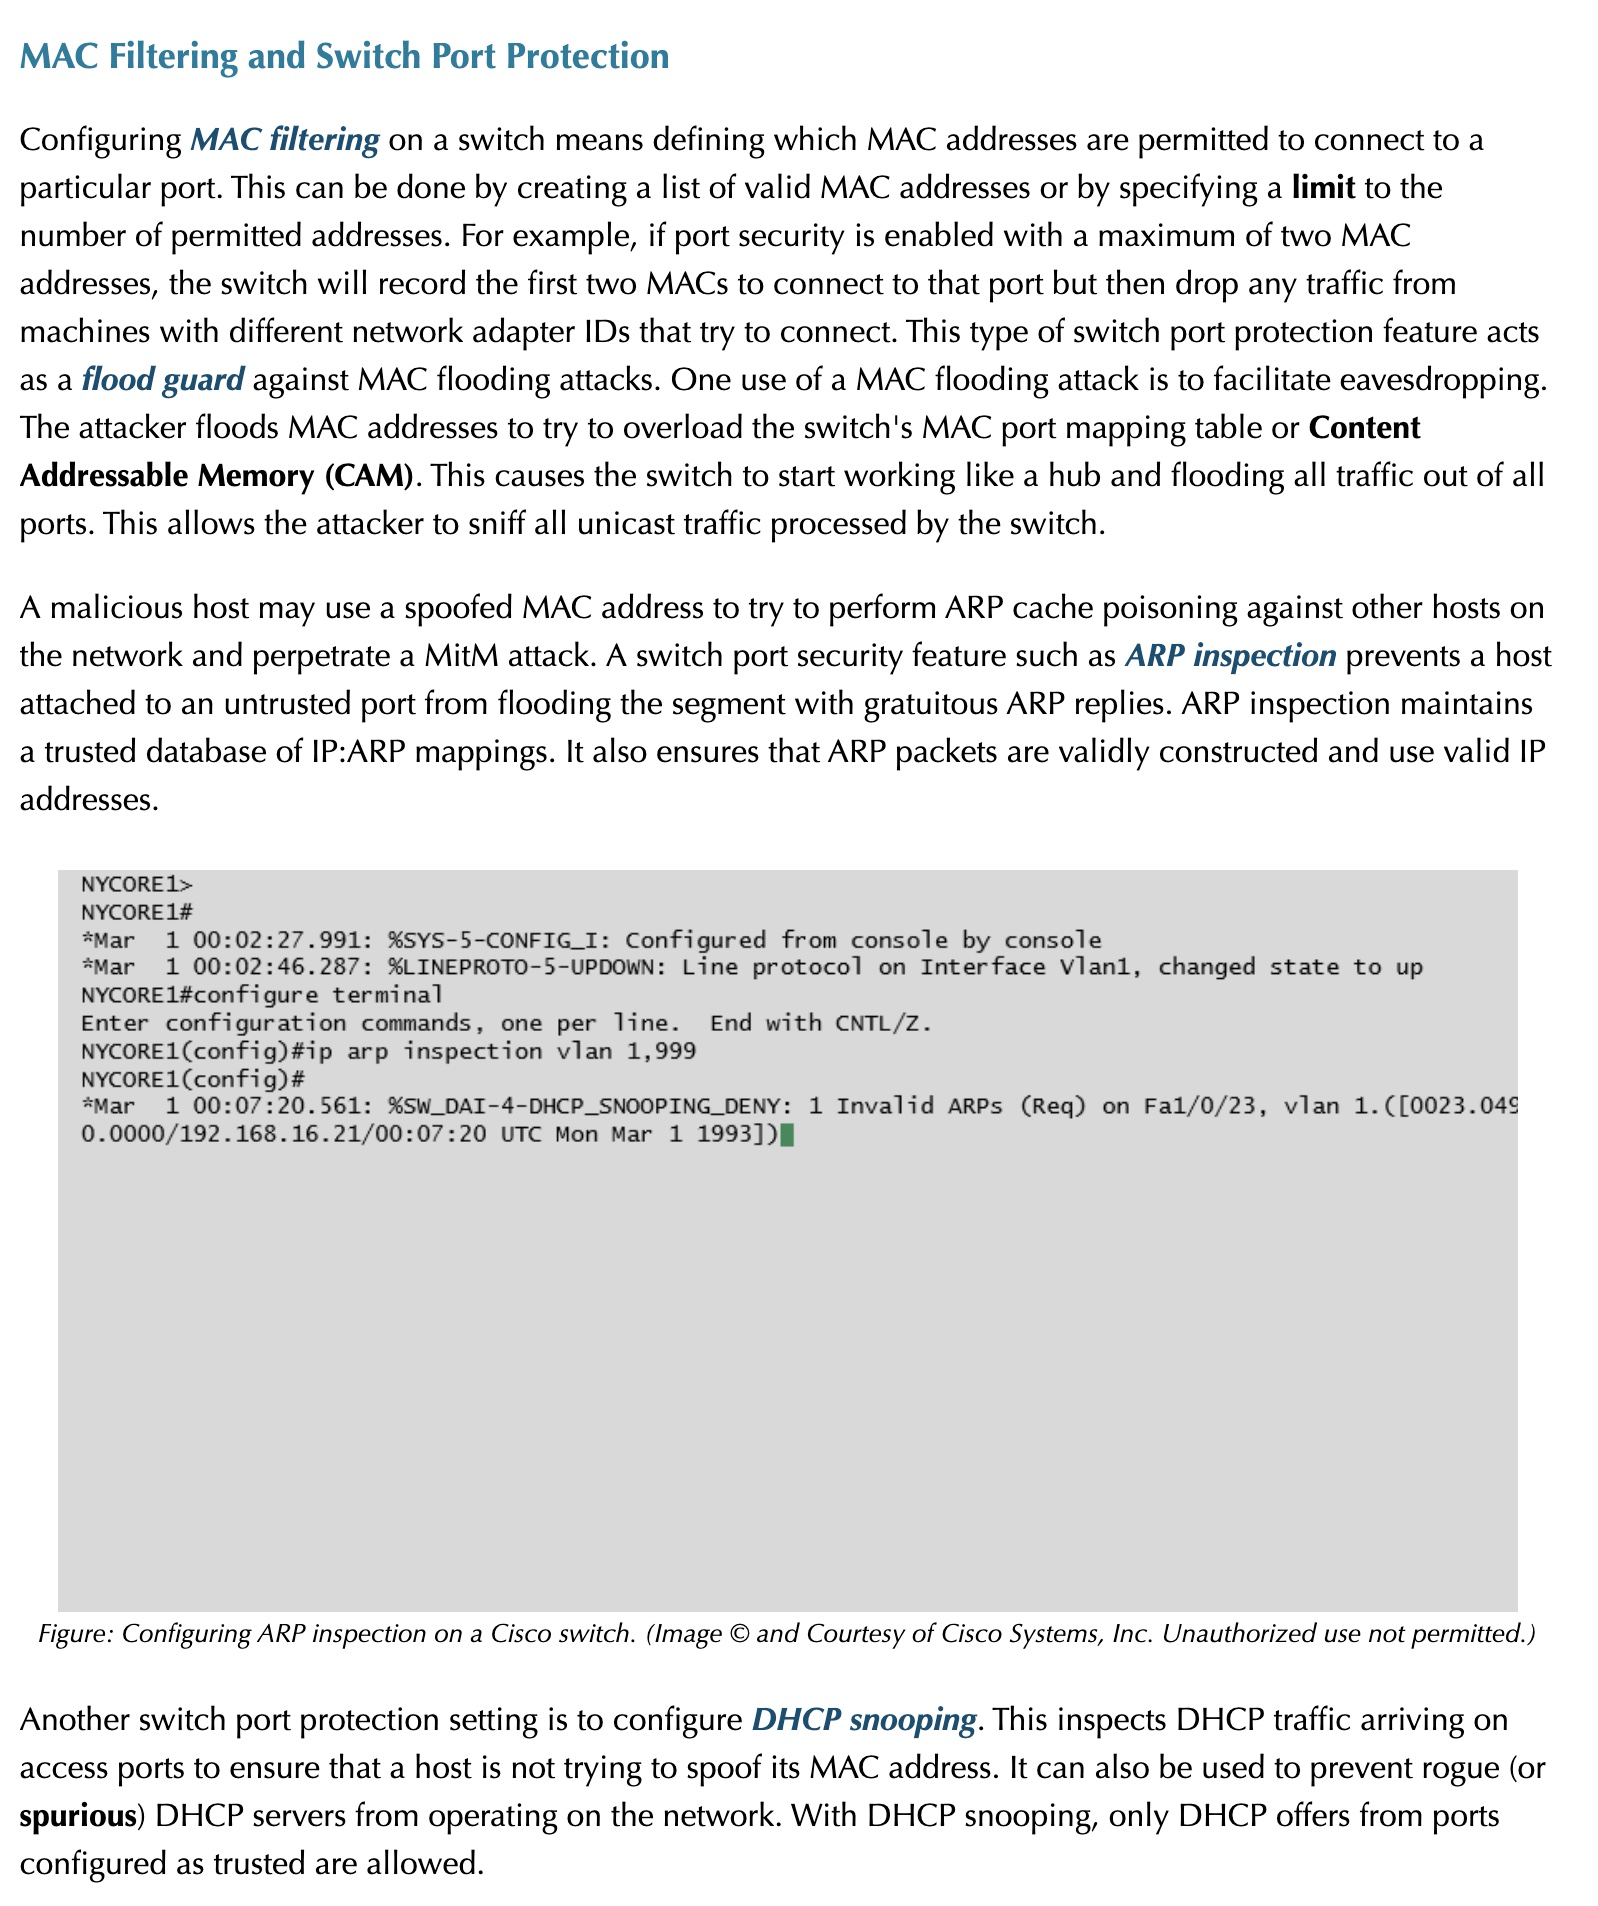 MAC Filtering and Switch Port Protection
Configuring MAC filtering on a switch means defining which MAC addresses are permitted to connect to a
particular port. This can be done by creating a list of valid MAC addresses or by specifying a limit to the
number of permitted addresses. For example, if port security is enabled with a maximum of two MAC
addresses, the switch will record the first two MACs to connect to that port but then drop any traffic from
machines with different network adapter IDs that try to connect. This type of switch port protection feature acts
as a flood guard against MAC flooding attacks. One use of a MAC flooding attack is to facilitate eavesdropping.
The attacker floods MAC addresses to try to overload the switch's MAC port mapping table or Content
Addressable Memory (CAM). This causes the switch to start working like a hub and flooding all traffic out of all
ports. This allows the attacker to sniff all unicast traffic processed by the switch.
A malicious host may use a spoofed MAC address to try to perform ARP cache poisoning against other hosts on
the network and perpetrate a MitM attack. A switch port security feature such as ARP inspection prevents a host
attached to an untrusted port from flooding the segment with gratuitous ARP replies. ARP inspection maintains
a trusted database of IP:ARP mappings. It also ensures that ARP packets are validly constructed and use valid IP
addresses.
NYCORE1>
NYCORE1#
*Mar  1 00:02:27.991: %SYS-5-CONFIG_I: Configured from console by console
*Mar  1 00:02:46.287: %LINEPROTO-5-UPDOWN: Line protocol on Interface Vlan1, changed state to up
NYCORE1#configure terminal
Enter configuration commands, one per line.  End with CNTL/Z.
NYCORE1(config)#ip arp inspection vlan 1,999
NYCORE1(config)#
*Mar  1 00:07:20.561: %SW_DAI-4-DHCP_SNOOPING_DENY: 1 Invalid ARPs (Req) on Fa1/0/23, vlan 1.([0023.049
0.0000/192.168.16.21/00:07:20 UTC Mon Mar 1 1993])
Figure: Configuring ARP inspection on a Cisco switch. (Image © and Courtesy of Cisco Systems, Inc. Unauthorized use not permitted.)
Another switch port protection setting is to configure DHCP snooping. This inspects DHCP traffic arriving on
access ports to ensure that a host is not trying to spoof its MAC address. It can also be used to prevent rogue (or
spurious) DHCP servers from operating on the network. With DHCP snooping, only DHCP offers from ports
configured as trusted are allowed.